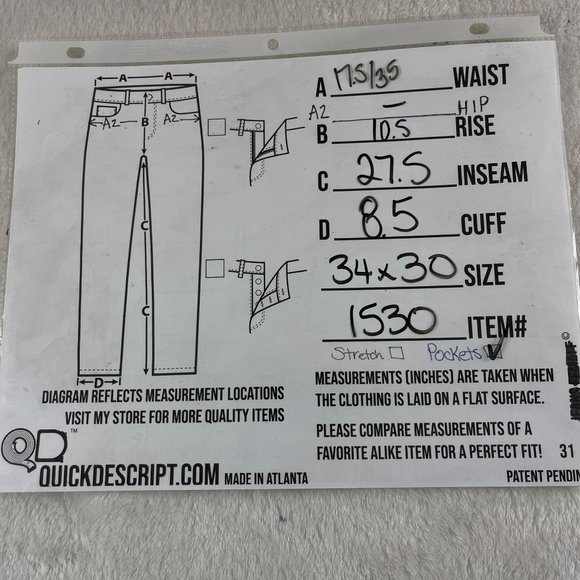 A 17.5/35 WAIST
A2 — HIP
B 10.5 RISE
C 27.5 INSEAM
D 8.5 CUFF
34x30 SIZE
1530 ITEM#
Stretch Pockets
MEASUREMENTS (INCHES) ARE TAKEN WHEN
THE CLOTHING IS LAID ON A FLAT SURFACE.
PLEASE COMPARE MEASUREMENTS OF A
FAVORITE ALIKE ITEM FOR A PERFECT FIT! 31
PATENT PENDIN
A A
A2 B A2
C
C
D
DIAGRAM REFLECTS MEASUREMENT LOCATIONS
VISIT MY STORE FOR MORE QUALITY ITEMS
QD TM
QUICKDESCRIPT.COM MADE IN ATLANTA